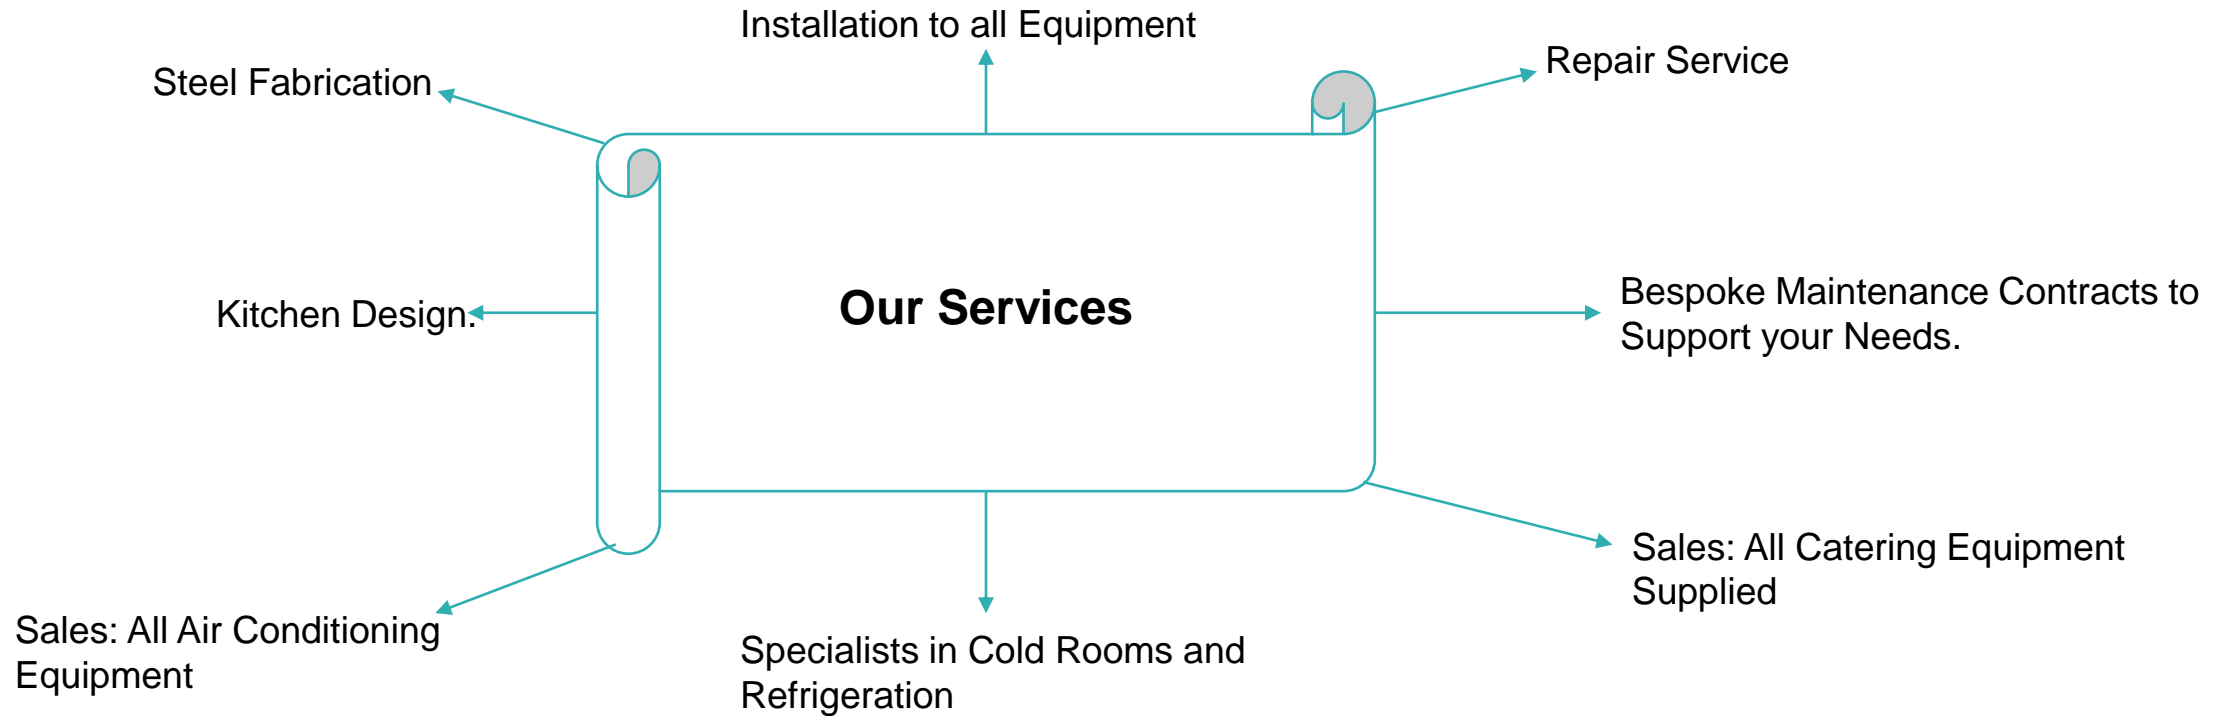 Installation to all Equipment
Steel Fabrication
Repair Service
Kitchen Design.
Our Services
Bespoke Maintenance Contracts to
Support your Needs.
Sales: All Catering Equipment
Supplied
Sales: All Air Conditioning
Equipment
Specialists in Cold Rooms and
Refrigeration